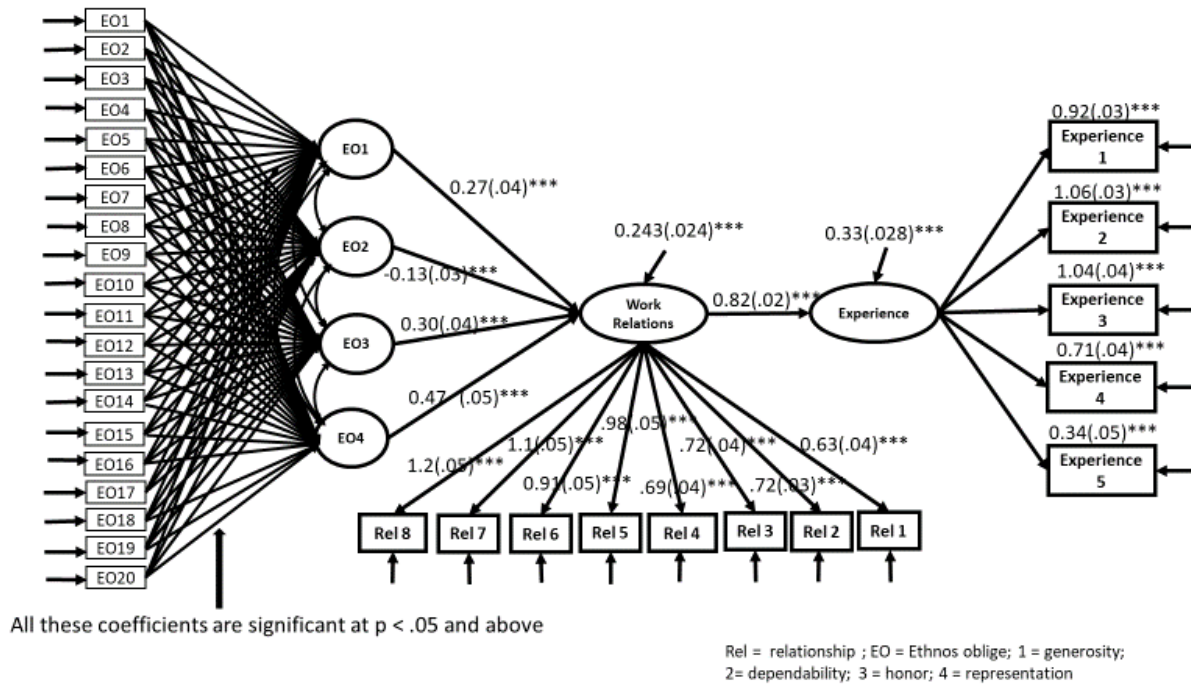 EO1
EO2
EO3
EO4
EO5
EO6
EO7
EO8
EO9
EO10
EO11
EO12
EO13
EO14
EO15
EO16
EO17
EO18
EO19
EO20
EO1
EO2
EO3
EO4
0.27(.04)***
-0.13(.03)***
0.30(.04)***
0.47 (.05)***
0.243(.024)***
Work
Relations
0.82(.02)***
0.33(.028)***
Experience
0.92(.03)***
Experience
1
1.06(.03)***
Experience
2
1.04(.04)***
Experience
3
0.71(.04)***
Experience
4
0.34(.05)***
Experience
5
1.2(.05)***
1.1(.05)***
0.91(.05)***
.98(.05)***
.69(.04)***
.72(.04)***
.72(.03)***
0.63(.04)***
Rel 8
Rel 7
Rel 6
Rel 5
Rel 4
Rel 3
Rel 2
Rel 1
All these coefficients are significant at p < .05 and above
Rel = relationship ; EO = Ethnos oblige; 1 = generosity;
2= dependability; 3 = honor; 4 = representation